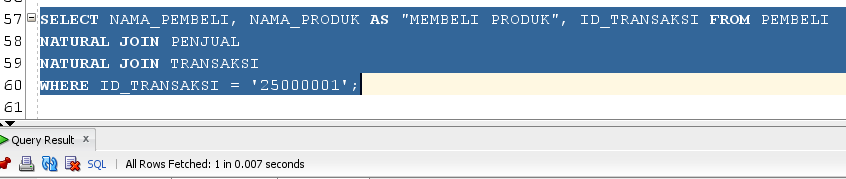 57 SELECT NAMA_PEMBELI, NAMA_PRODUK AS "MEMBELI PRODUK", ID_TRANSAKSI FROM PEMBELI
58 NATURAL JOIN PENJUAL
59 NATURAL JOIN TRANSAKSI
60 WHERE ID_TRANSAKSI = '25000001';
61
Query Result x
SQL | All Rows Fetched: 1 in 0.007 seconds